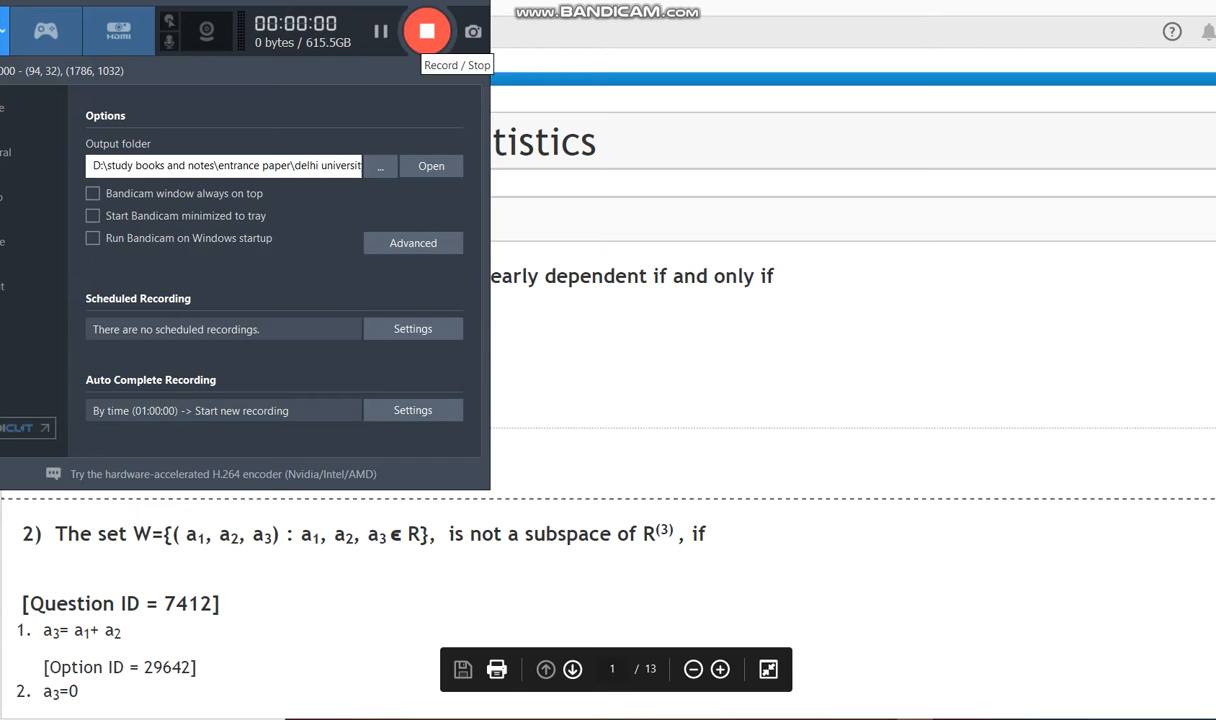 www.BANDICAM.com
HDMI
00:00:00
0 bytes / 615.5GB
Record / Stop
000 - (94, 32), (1786, 1032)
Options
tistics
Output folder
D:\study books and notes\entrance paper\delhi universit
...
Open
Bandicam window always on top
Start Bandicam minimized to tray
Run Bandicam on Windows startup
Advanced
early dependent if and only if
Scheduled Recording
There are no scheduled recordings.
Settings
Auto Complete Recording
By time (01:00:00) -> Start new recording
Settings
DICUT
Try the hardware-accelerated H.264 encoder (Nvidia/Intel/AMD)
2) The set W={( a₁, a₂, a₃) : a₁, a₂, a₃ ϵ R}, is not a subspace of R⁽³⁾ , if
[Question ID = 7412]
1. a₃= a₁+ a₂
[Option ID = 29642]
2. a₃=0
1 / 13